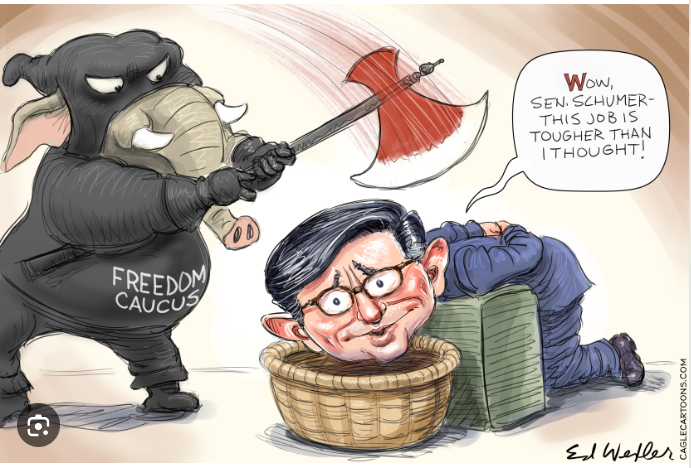 WOW,
SEN. SCHUMER-
THIS JOB IS
TOUGHER THAN
I THOUGHT!
FREEDOM
CAUCUS
Ed Wexler
CAGLECARTOONS.COM